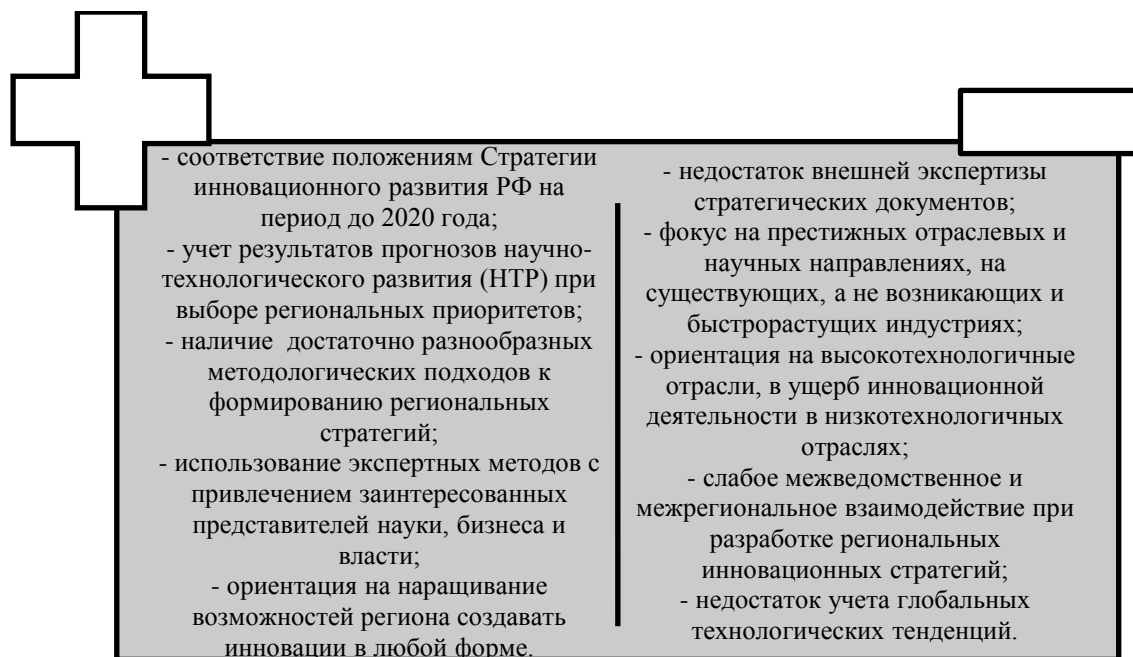 - соответствие положениям Стратегии
инновационного развития РФ на
период до 2020 года;
- учет результатов прогнозов научно-
технологического развития (НТР) при
выборе региональных приоритетов;
- наличие достаточно разнообразных
методологических подходов к
формированию региональных
стратегий;
- использование экспертных методов с
привлечением заинтересованных
представителей науки, бизнеса и
власти;
- ориентация на наращивание
возможностей региона создавать
инновации в любой форме.
- недостаток внешней экспертизы
стратегических документов;
- фокус на престижных отраслевых и
научных направлениях, на
существующих, а не возникающих и
быстрорастущих индустриях;
- ориентация на высокотехнологичные
отрасли, в ущерб инновационной
деятельности в низкотехнологичных
отраслях;
- слабое межведомственное и
межрегиональное взаимодействие при
разработке региональных
инновационных стратегий;
- недостаток учета глобальных
технологических тенденций.